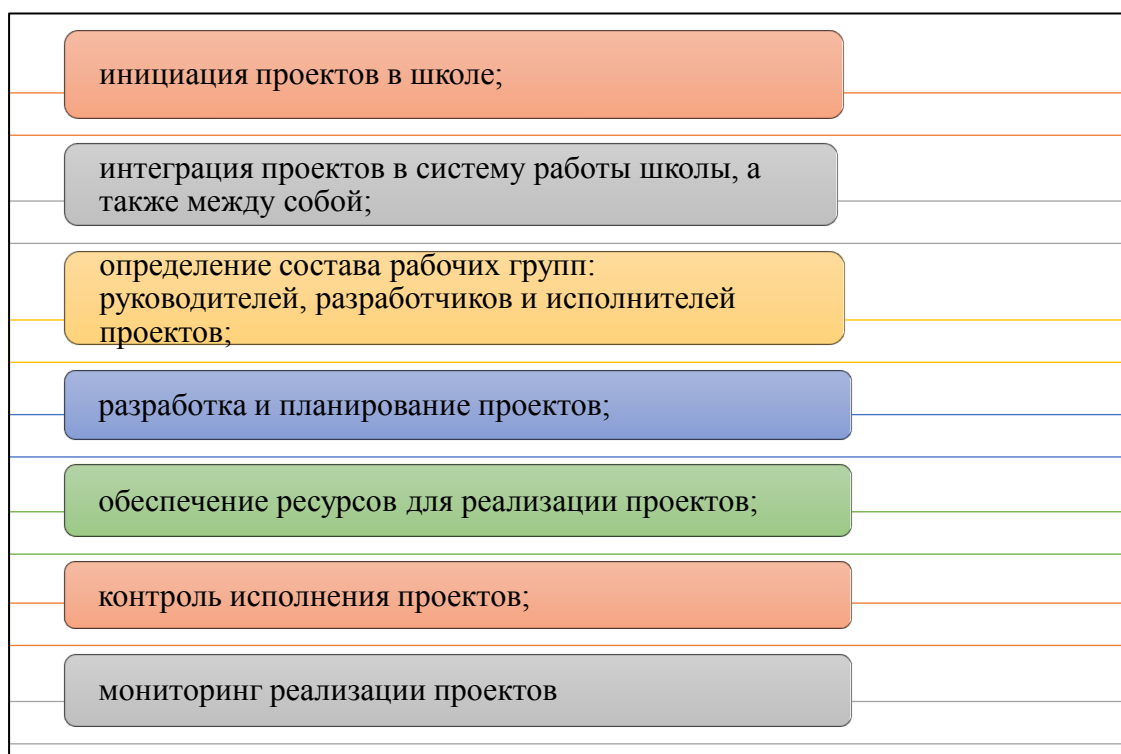 инициация проектов в школе;
интеграция проектов в систему работы школы, а
также между собой;
определение состава рабочих групп:
руководителей, разработчиков и исполнителей
проектов;
разработка и планирование проектов;
обеспечение ресурсов для реализации проектов;
контроль исполнения проектов;
мониторинг реализации проектов